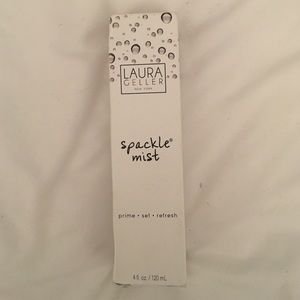 LAURA
GELLER
NEW YORK
spackle®
mist
prime • set • refresh
4 fl. oz. / 120 mL